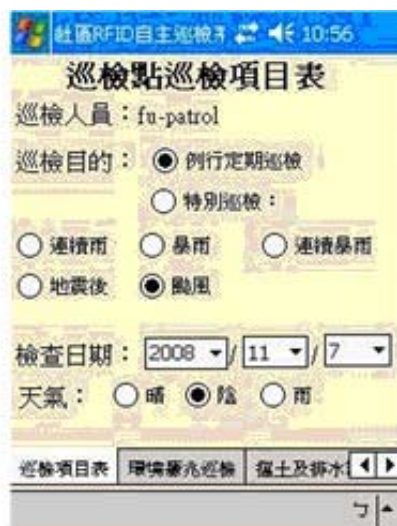 社區RFID自主巡檢 10:56
巡檢點巡檢項目表
巡檢人員：fu-patrol
巡檢目的： 例行定期巡檢
特別巡檢：
連續雨 暴雨 連續暴雨
地震後 颱風
檢查日期： 2008 / 11 / 7
天氣： 晴 陰 雨
巡檢項目表 環境徵兆巡檢 擋土及排水
ㄅ